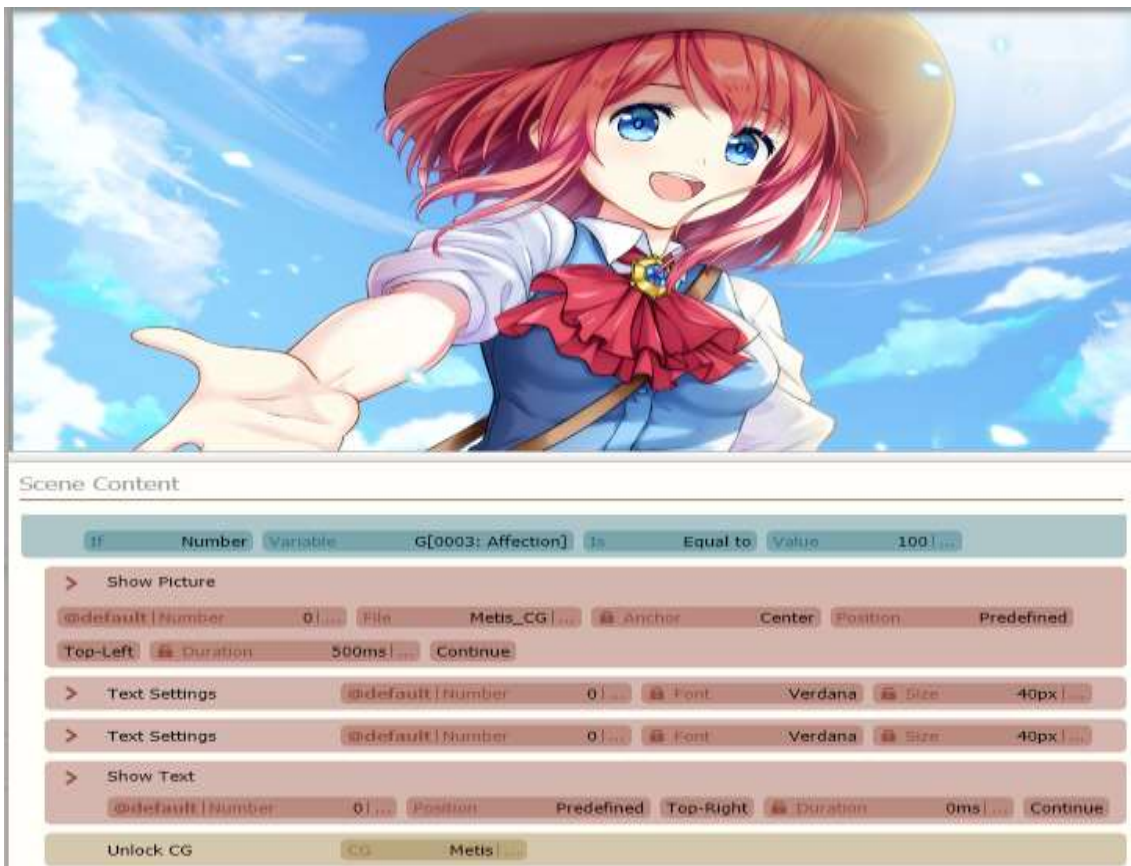 Scene Content
If Number Variable G[0003: Affection] Is Equal to Value 100|...
> Show Picture
@default|Number 0|... File Metis_CG|... Anchor Center Position Predefined
Top-Left Duration 500ms|... Continue
> Text Settings @default|Number 0|... Font Verdana Size 40px|...
> Text Settings @default|Number 0|... Font Verdana Size 40px|...
> Show Text
@default|Number 0|... Position Predefined Top-Right Duration 0ms|... Continue
Unlock CG CG Metis|...